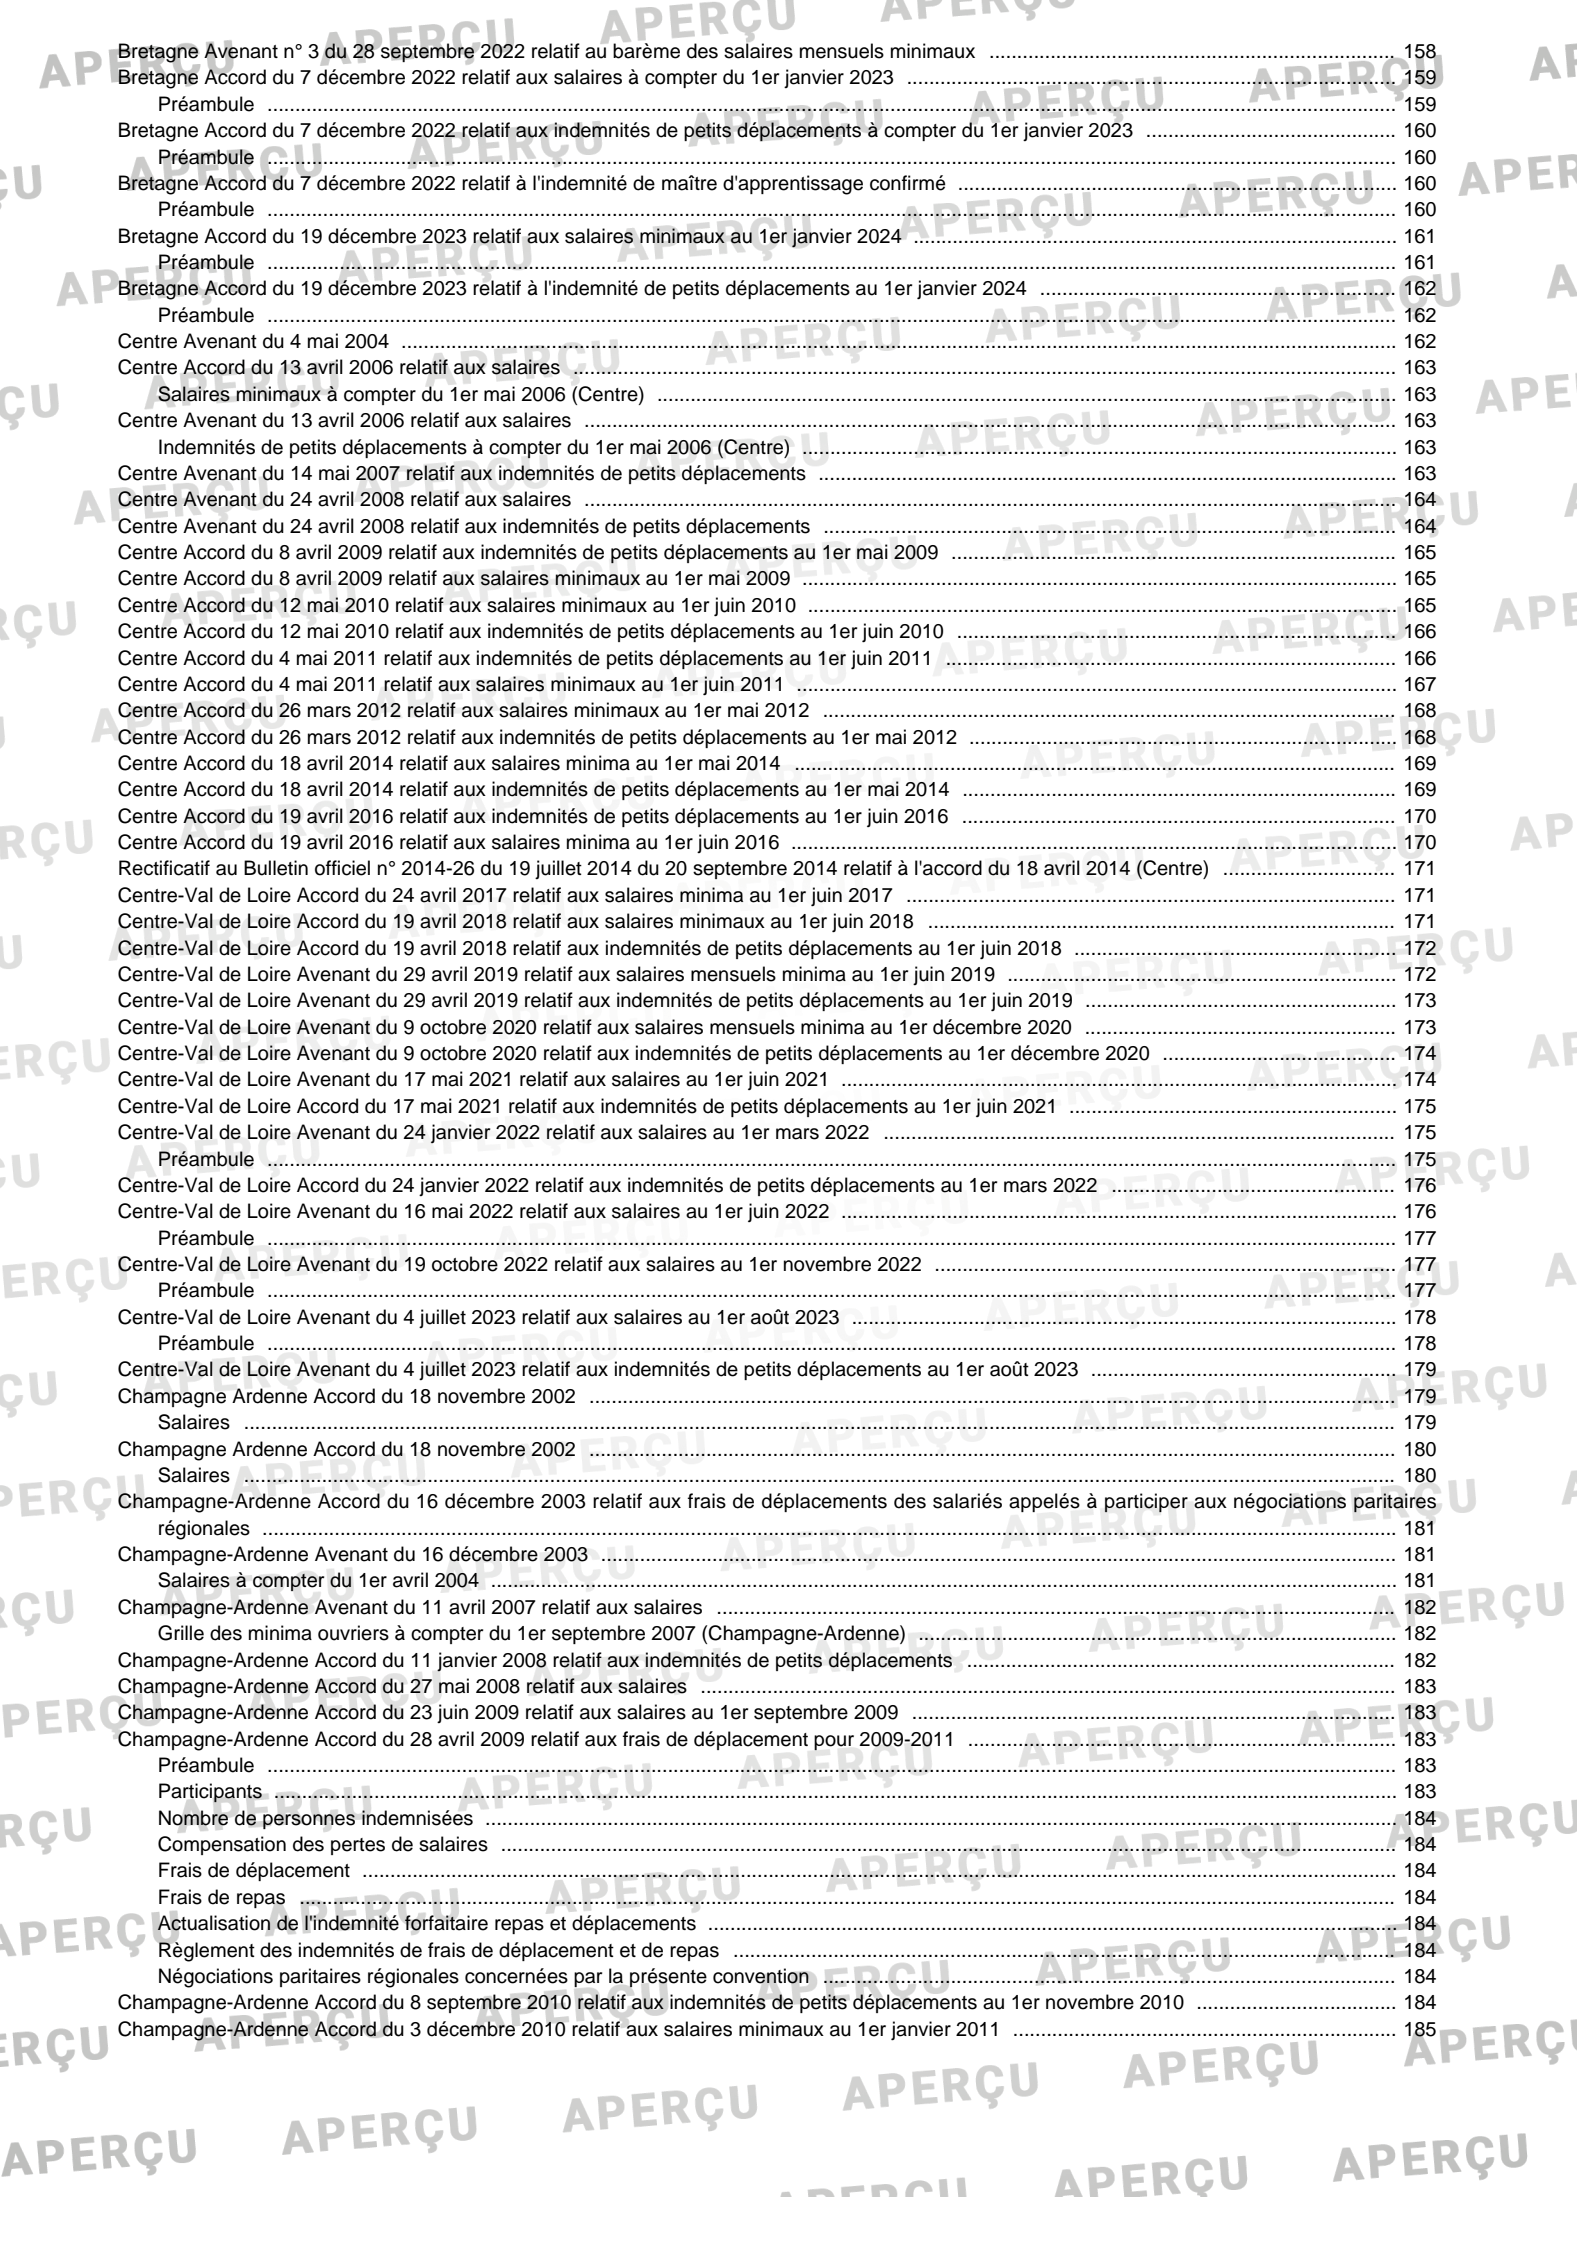 Bretagne Avenant n° 3 du 28 septembre 2022 relatif au barème des salaires mensuels minimaux ........ 158
Bretagne Accord du 7 décembre 2022 relatif aux salaires à compter du 1er janvier 2023 ........ 159
Préambule ........ 159
Bretagne Accord du 7 décembre 2022 relatif aux indemnités de petits déplacements à compter du 1er janvier 2023 ........ 160
Préambule ........ 160
Bretagne Accord du 7 décembre 2022 relatif à l'indemnité de maître d'apprentissage confirmé ........ 160
Préambule ........ 160
Bretagne Accord du 19 décembre 2023 relatif aux salaires minimaux au 1er janvier 2024 ........ 161
Préambule ........ 161
Bretagne Accord du 19 décembre 2023 relatif à l'indemnité de petits déplacements au 1er janvier 2024 ........ 162
Préambule ........ 162
Centre Avenant du 4 mai 2004 ........ 162
Centre Accord du 13 avril 2006 relatif aux salaires ........ 163
Salaires minimaux à compter du 1er mai 2006 (Centre) ........ 163
Centre Avenant du 13 avril 2006 relatif aux salaires ........ 163
Indemnités de petits déplacements à compter du 1er mai 2006 (Centre) ........ 163
Centre Avenant du 14 mai 2007 relatif aux indemnités de petits déplacements ........ 163
Centre Avenant du 24 avril 2008 relatif aux salaires ........ 164
Centre Avenant du 24 avril 2008 relatif aux indemnités de petits déplacements ........ 164
Centre Accord du 8 avril 2009 relatif aux indemnités de petits déplacements au 1er mai 2009 ........ 165
Centre Accord du 8 avril 2009 relatif aux salaires minimaux au 1er mai 2009 ........ 165
Centre Accord du 12 mai 2010 relatif aux salaires minimaux au 1er juin 2010 ........ 165
Centre Accord du 12 mai 2010 relatif aux indemnités de petits déplacements au 1er juin 2010 ........ 166
Centre Accord du 4 mai 2011 relatif aux indemnités de petits déplacements au 1er juin 2011 ........ 166
Centre Accord du 4 mai 2011 relatif aux salaires minimaux au 1er juin 2011 ........ 167
Centre Accord du 26 mars 2012 relatif aux salaires minimaux au 1er mai 2012 ........ 168
Centre Accord du 26 mars 2012 relatif aux indemnités de petits déplacements au 1er mai 2012 ........ 168
Centre Accord du 18 avril 2014 relatif aux salaires minima au 1er mai 2014 ........ 169
Centre Accord du 18 avril 2014 relatif aux indemnités de petits déplacements au 1er mai 2014 ........ 169
Centre Accord du 19 avril 2016 relatif aux indemnités de petits déplacements au 1er juin 2016 ........ 170
Centre Accord du 19 avril 2016 relatif aux salaires minima au 1er juin 2016 ........ 170
Rectificatif au Bulletin officiel n° 2014-26 du 19 juillet 2014 du 20 septembre 2014 relatif à l'accord du 18 avril 2014 (Centre) ........ 171
Centre-Val de Loire Accord du 24 avril 2017 relatif aux salaires minima au 1er juin 2017 ........ 171
Centre-Val de Loire Accord du 19 avril 2018 relatif aux salaires minimaux au 1er juin 2018 ........ 171
Centre-Val de Loire Accord du 19 avril 2018 relatif aux indemnités de petits déplacements au 1er juin 2018 ........ 172
Centre-Val de Loire Avenant du 29 avril 2019 relatif aux salaires mensuels minima au 1er juin 2019 ........ 172
Centre-Val de Loire Avenant du 29 avril 2019 relatif aux indemnités de petits déplacements au 1er juin 2019 ........ 173
Centre-Val de Loire Avenant du 9 octobre 2020 relatif aux salaires mensuels minima au 1er décembre 2020 ........ 173
Centre-Val de Loire Avenant du 9 octobre 2020 relatif aux indemnités de petits déplacements au 1er décembre 2020 ........ 174
Centre-Val de Loire Avenant du 17 mai 2021 relatif aux salaires au 1er juin 2021 ........ 174
Centre-Val de Loire Accord du 17 mai 2021 relatif aux indemnités de petits déplacements au 1er juin 2021 ........ 175
Centre-Val de Loire Avenant du 24 janvier 2022 relatif aux salaires au 1er mars 2022 ........ 175
Préambule ........ 175
Centre-Val de Loire Accord du 24 janvier 2022 relatif aux indemnités de petits déplacements au 1er mars 2022 ........ 176
Centre-Val de Loire Avenant du 16 mai 2022 relatif aux salaires au 1er juin 2022 ........ 176
Préambule ........ 177
Centre-Val de Loire Avenant du 19 octobre 2022 relatif aux salaires au 1er novembre 2022 ........ 177
Préambule ........ 177
Centre-Val de Loire Avenant du 4 juillet 2023 relatif aux salaires au 1er août 2023 ........ 178
Préambule ........ 178
Centre-Val de Loire Avenant du 4 juillet 2023 relatif aux indemnités de petits déplacements au 1er août 2023 ........ 179
Champagne Ardenne Accord du 18 novembre 2002 ........ 179
Salaires ........ 179
Champagne Ardenne Accord du 18 novembre 2002 ........ 180
Salaires ........ 180
Champagne-Ardenne Accord du 16 décembre 2003 relatif aux frais de déplacements des salariés appelés à participer aux négociations paritaires
régionales ........ 181
Champagne-Ardenne Avenant du 16 décembre 2003 ........ 181
Salaires à compter du 1er avril 2004 ........ 181
Champagne-Ardenne Avenant du 11 avril 2007 relatif aux salaires ........ 182
Grille des minima ouvriers à compter du 1er septembre 2007 (Champagne-Ardenne) ........ 182
Champagne-Ardenne Accord du 11 janvier 2008 relatif aux indemnités de petits déplacements ........ 182
Champagne-Ardenne Accord du 27 mai 2008 relatif aux salaires ........ 183
Champagne-Ardenne Accord du 23 juin 2009 relatif aux salaires au 1er septembre 2009 ........ 183
Champagne-Ardenne Accord du 28 avril 2009 relatif aux frais de déplacement pour 2009-2011 ........ 183
Préambule ........ 183
Participants ........ 183
Nombre de personnes indemnisées ........ 184
Compensation des pertes de salaires ........ 184
Frais de déplacement ........ 184
Frais de repas ........ 184
Actualisation de l'indemnité forfaitaire repas et déplacements ........ 184
Règlement des indemnités de frais de déplacement et de repas ........ 184
Négociations paritaires régionales concernées par la présente convention ........ 184
Champagne-Ardenne Accord du 8 septembre 2010 relatif aux indemnités de petits déplacements au 1er novembre 2010 ........ 184
Champagne-Ardenne Accord du 3 décembre 2010 relatif aux salaires minimaux au 1er janvier 2011 ........ 185
APERÇU